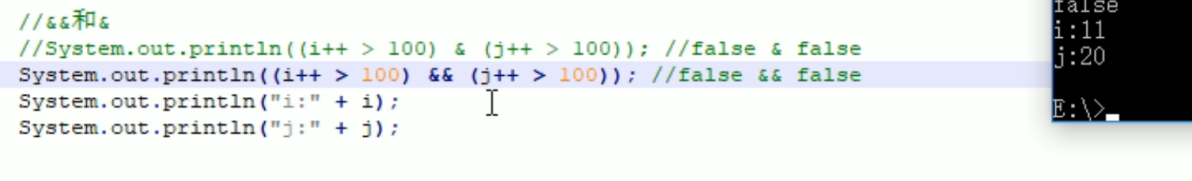 //&&和&
//System.out.println((i++ > 100) & (j++ > 100)); //false & false
System.out.println((i++ > 100) && (j++ > 100)); //false && false
System.out.println("i:" + i);
System.out.println("j:" + j);
false
i:11
j:20
E:\>